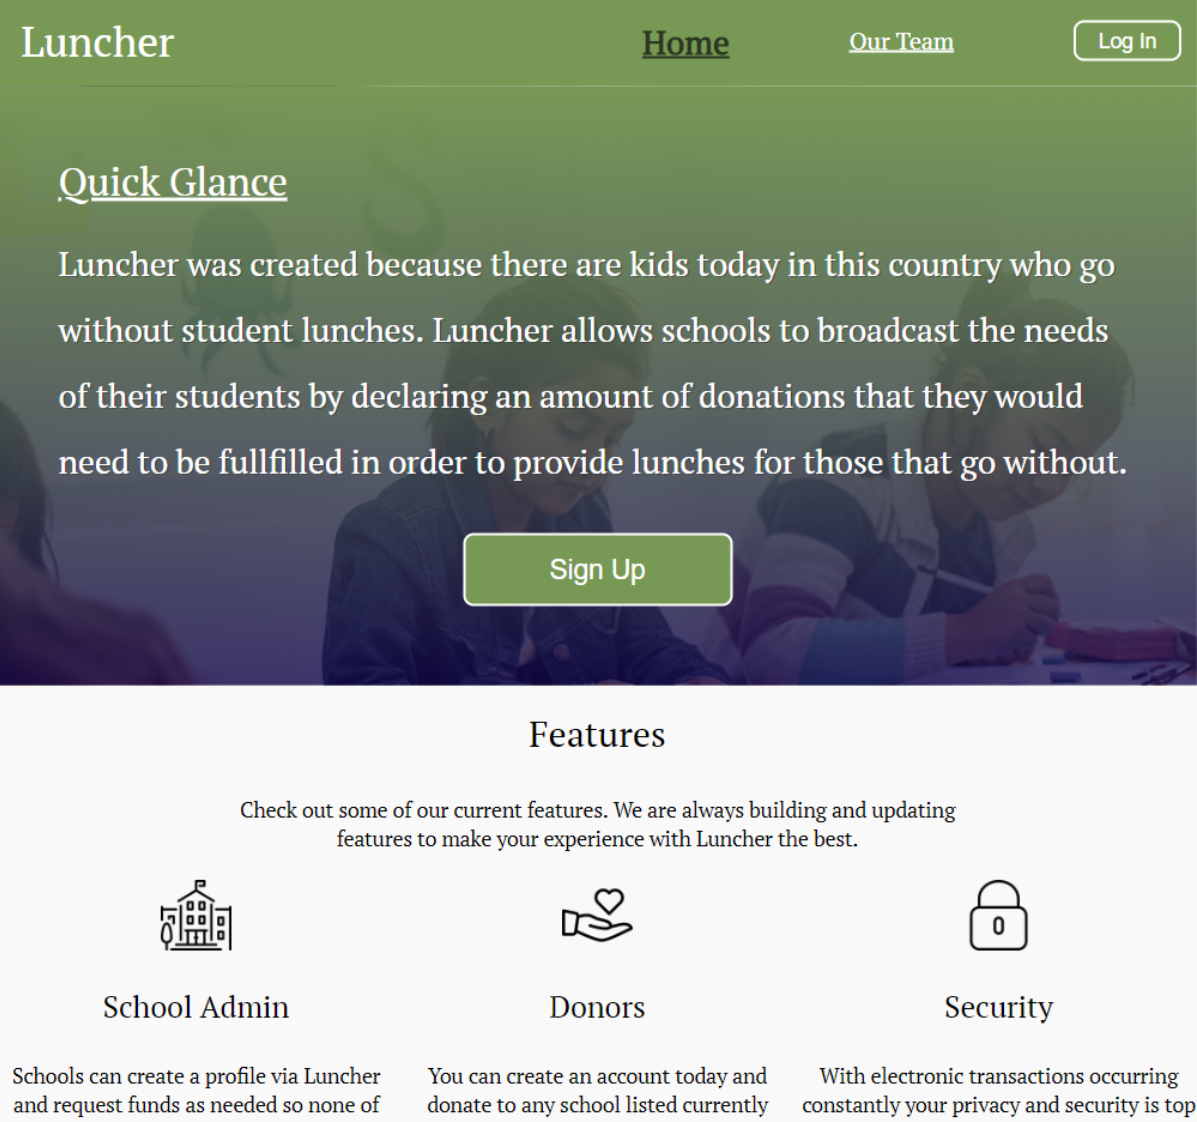 Luncher
Home
Our Team
Log In
Quick Glance
Luncher was created because there are kids today in this country who go
without student lunches. Luncher allows schools to broadcast the needs
of their students by declaring an amount of donations that they would
need to be fullfilled in order to provide lunches for those that go without.
Sign Up
Features
Check out some of our current features. We are always building and updating
features to make your experience with Luncher the best.
School Admin
Schools can create a profile via Luncher
and request funds as needed so none of
Donors
You can create an account today and
donate to any school listed currently
Security
With electronic transactions occurring
constantly your privacy and security is top